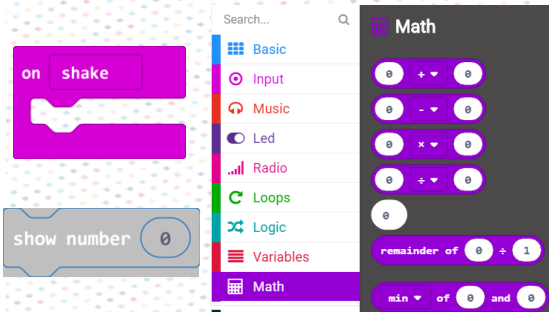 on shake
show number 0
Search...
Basic
Input
Music
Led
Radio
Loops
Logic
Variables
Math
Math
0 + 0
0 - 0
0 × 0
0 ÷ 0
0
remainder of 0 ÷ 1
min of 0 and 0